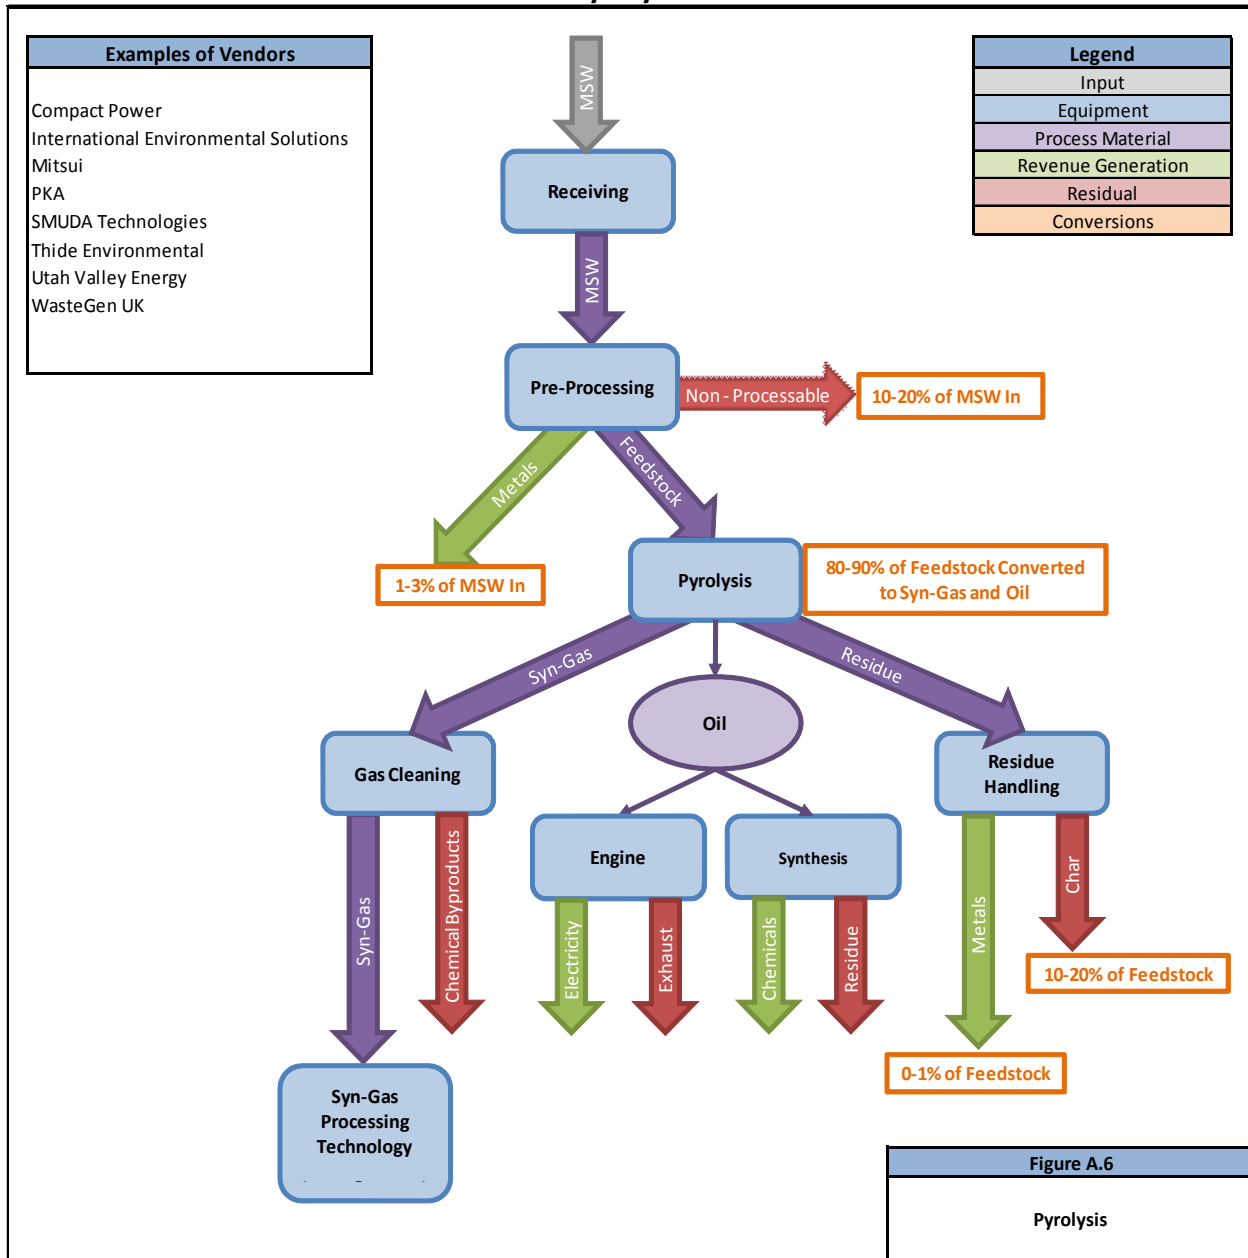 Examples of Vendors
Compact Power
International Environmental Solutions
Mitsui
PKA
SMUDA Technologies
Thide Environmental
Utah Valley Energy
WasteGen UK
Legend
Input
Equipment
Process Material
Revenue Generation
Residual
Conversions
MSW
Receiving
MSW
Pre-Processing
Non - Processable
10-20% of MSW In
Metals
Feedstock
1-3% of MSW In
Pyrolysis
80-90% of Feedstock Converted
to Syn-Gas and Oil
Syn-Gas
Residue
Oil
Gas Cleaning
Residue
Handling
Engine
Synthesis
Syn-Gas
Chemical Byproducts
Electricity
Exhaust
Chemicals
Residue
Metals
Char
10-20% of Feedstock
0-1% of Feedstock
Syn-Gas
Processing
Technology
Figure A.6
Pyrolysis